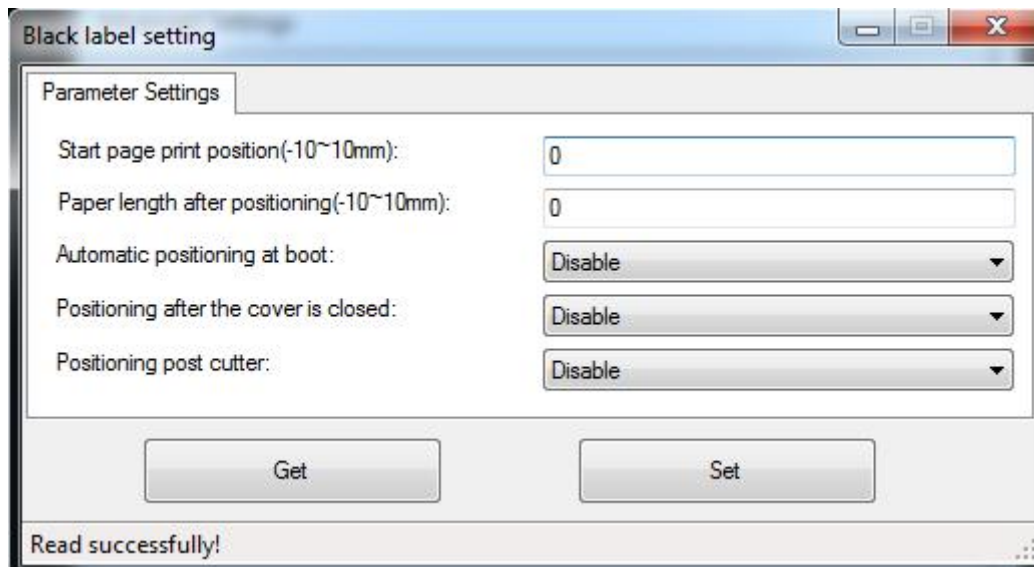 Black label setting
Parameter Settings
Start page print position(-10~10mm): 0
Paper length after positioning(-10~10mm): 0
Automatic positioning at boot: Disable
Positioning after the cover is closed: Disable
Positioning post cutter: Disable
Get Set
Read successfully!